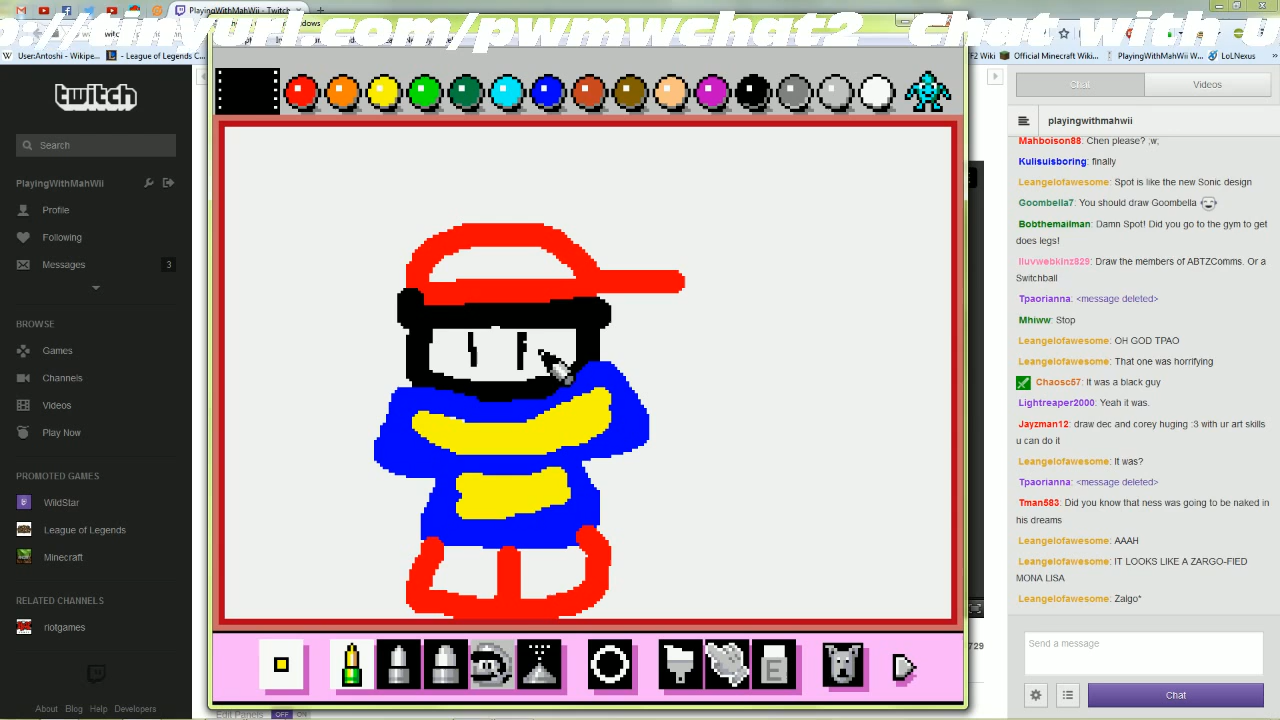 p://tinyurl.com/pwmwchat2 Chat with
User:Antoshi - Wikipe...
League of Legends C
F2 Wiki
Official Minecraft Wiki
LoLNexus
twitch
Search
PlayingWithMahWii
Profile
Following
Messages
3
BROWSE
Games
Channels
Videos
Play Now
PROMOTED GAMES
WildStar
League of Legends
Minecraft
RELATED CHANNELS
riotgames
About Blog Help Developers
Edit Panels OFF ON
E
Chat
Videos
playingwithmahwii
Mahboison88: Chen please? ;w;
Kulisuisboring: finally
Leangelofawesome: Spot is like the new Sonic design
Goombella7: You should draw Goombella
Bobthemailman: Damn Spot! Did you go to the gym to get
does legs!
Iluvwebkinz829: Draw the members of ABTZComms. Or a
Switchball
Tpaorianna: <message deleted>
Mhiww: Stop
Leangelofawesome: OH GOD TPAO
Leangelofawesome: That one was horrifying
Chaosc57: It was a black guy
Lightreaper2000: Yeah it was.
Jayzman12: draw dec and corey huging :3 with ur art skills
u can do it
Leangelofawesome: It was?
Tpaorianna: <message deleted>
Tman583: Did you know that ness was going to be naked in
his dreams
Leangelofawesome: AAAH
Leangelofawesome: IT LOOKS LIKE A ZARGO-FIED
MONA LISA
Leangelofawesome: Zalgo*
729
Send a message
Chat